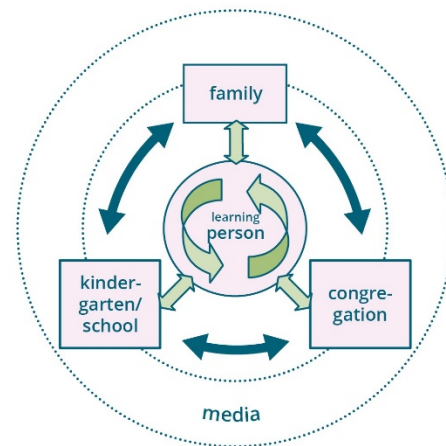 family
learning
person
kinder-
garten/
school
congre-
gation
media